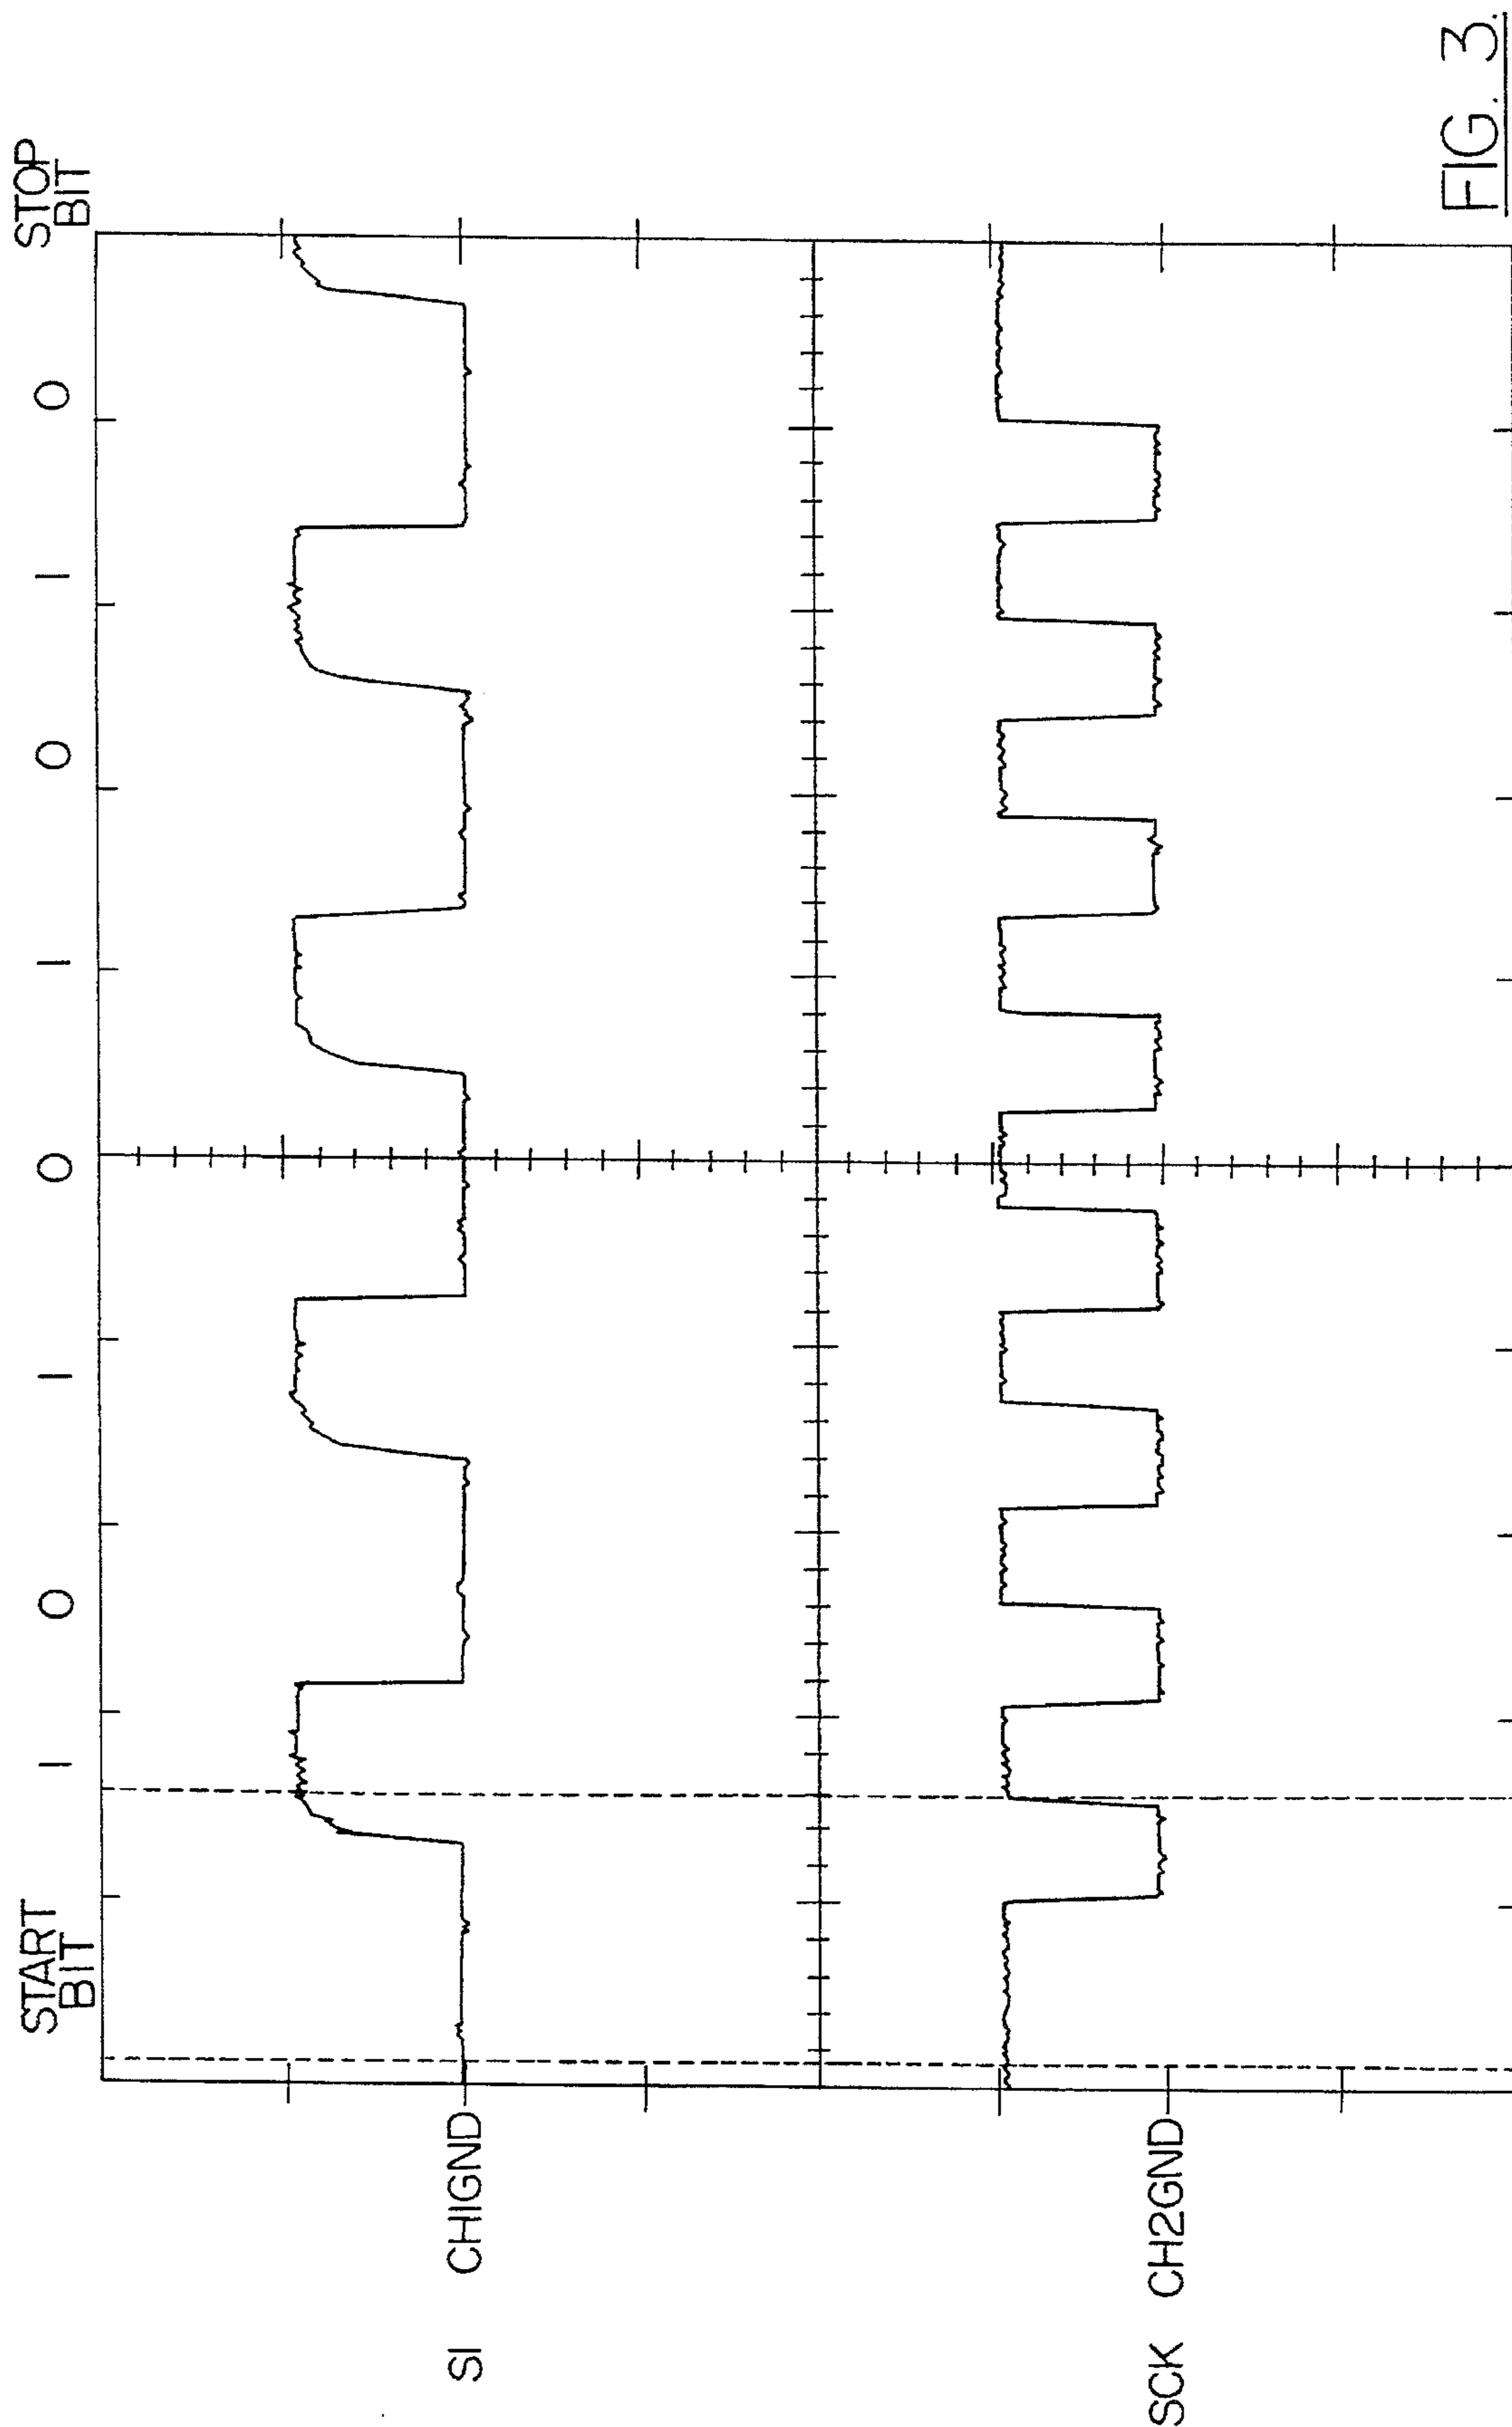 START
BIT
1 0 1 0 1 0 1 0
STOP
BIT
SI CH1GND
SCK CH2GND
FIG. 3.